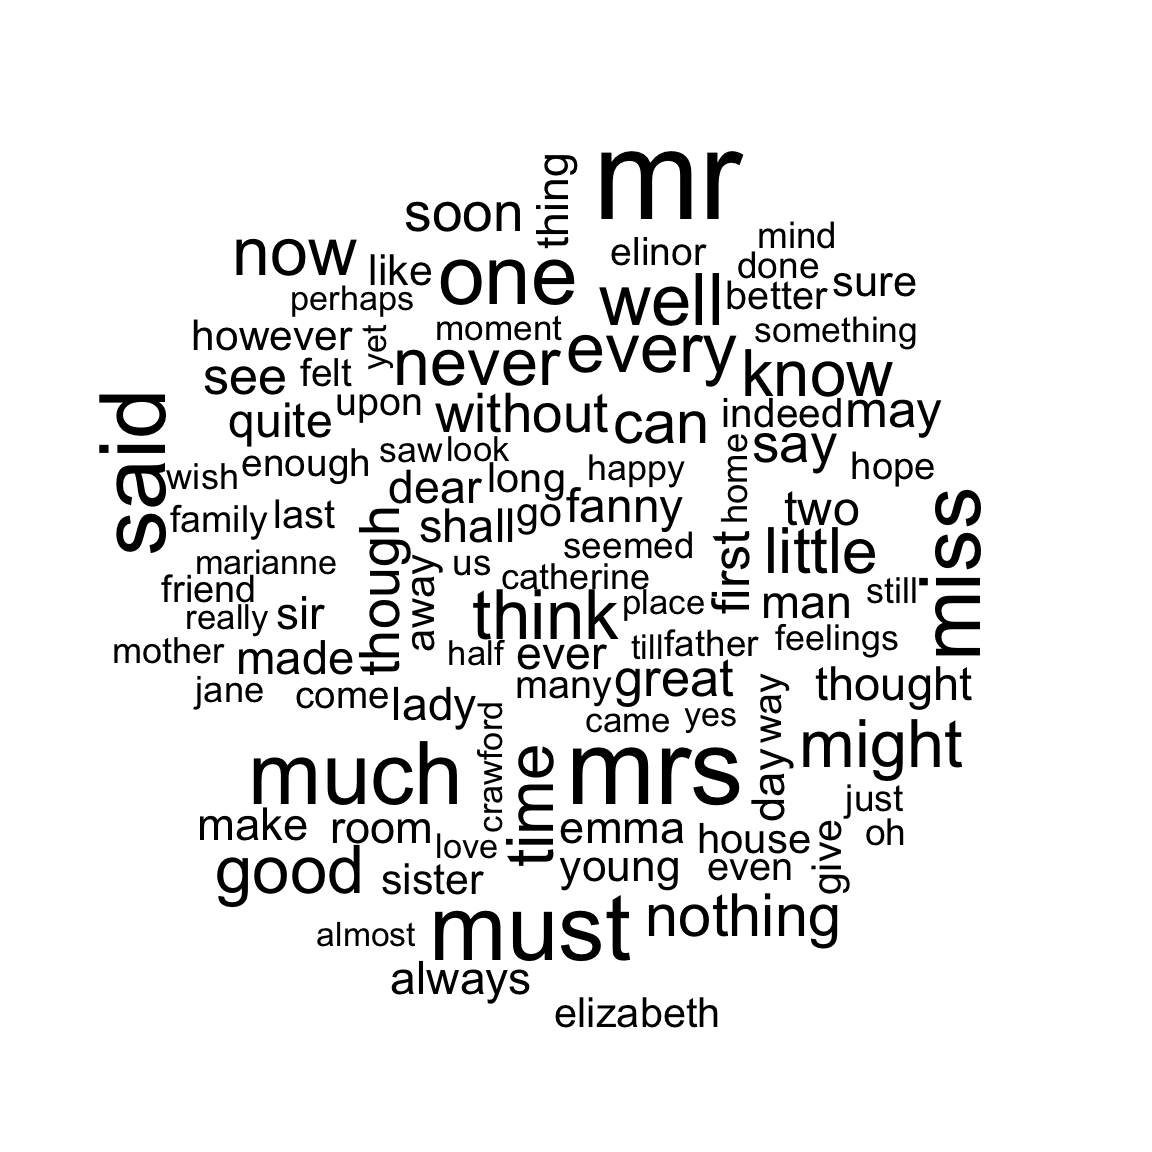 mr
thing
soon
mind
elinor
now
done
like
one
sure
well
better
perhaps
moment
something
however
yet
every
never
know
see
felt
said
upon
may
without
indeed
quite
can
say
saw
look
enough
hope
happy
wish
home
long
dear
fanny
two
last
go
family
shall
miss
though
seemed
little
first
marianne
us
catherine
friend
away
still
place
man
think
sir
really
feelings
father
till
mother
half
ever
made
great
thought
many
jane
come
lady
way
yes
came
crawford
might
mrs
much
time
day
just
make
room
emma
oh
house
love
give
young
even
good
sister
nothing
must
almost
always
elizabeth